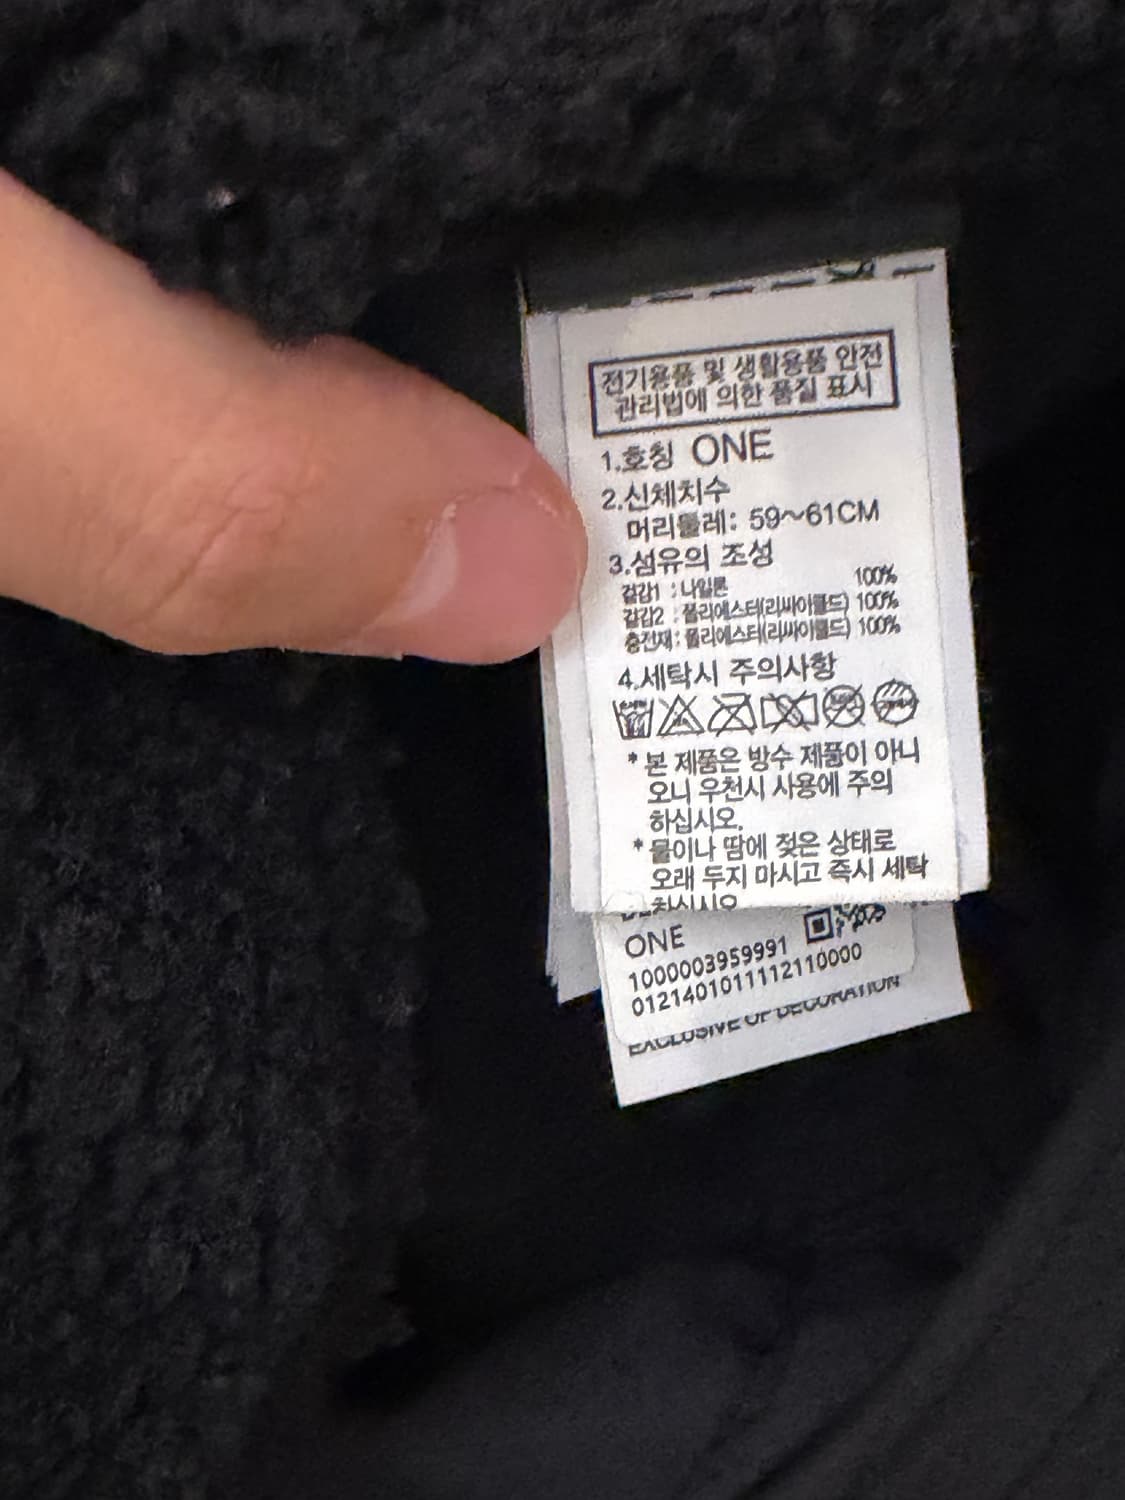 전기용품 및 생활용품 안전
관리법에 의한 품질 표시
1.호칭 ONE
2.신체치수
머리둘레: 59~61CM
3.섬유의 조성
겉감1 : 나일론 100%
겉감2 : 폴리에스터(리싸이클드) 100%
충전재 : 폴리에스터(리싸이클드) 100%
4.세탁시 주의사항
* 본 제품은 방수 제품이 아니
오니 우천시 사용에 주의
하십시오.
* 물이나 땀에 젖은 상태로
오래 두지 마시고 즉시 세탁
하십시오
ONE
1000003959991
0121401011112110000
EXCLUSIVE OF DECORATION